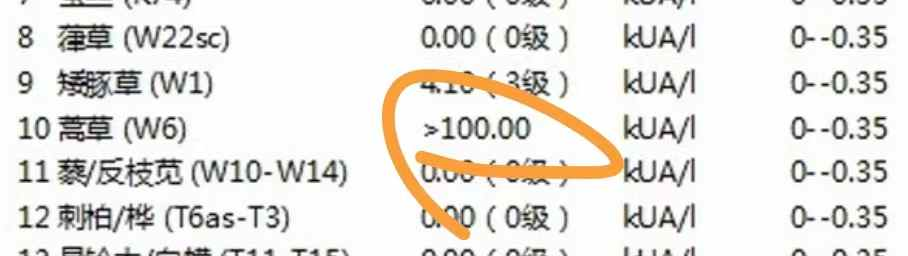 8 葎草 (W22sc) 0.00 ( 0级 ) kUA/l 0--0.35
9 矮豚草 (W1) 4.10 ( 3级 ) kUA/l 0--0.35
10 蒿草 (W6) >100.00 kUA/l 0--0.35
11 藜/反枝苋 (W10-W14) 0.00 ( 0级 ) kUA/l 0--0.35
12 刺柏/桦 (T6as-T3) 0.00 ( 0级 ) kUA/l 0--0.35